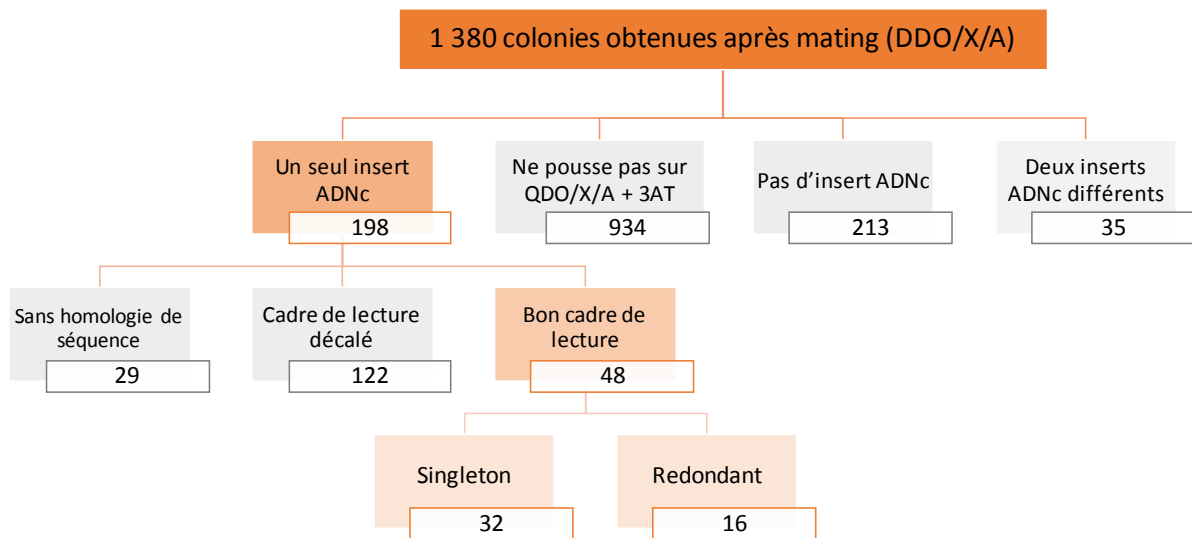 1 380 colonies obtenues après mating (DDO/X/A)
Un seul insert
ADNc
198
Ne pousse pas sur
QDO/X/A + 3AT
934
Pas d'insert ADNc
213
Deux inserts
ADNc différents
35
Sans homologie de
séquence
29
Cadre de lecture
décalé
122
Bon cadre de
lecture
48
Singleton
32
Redondant
16